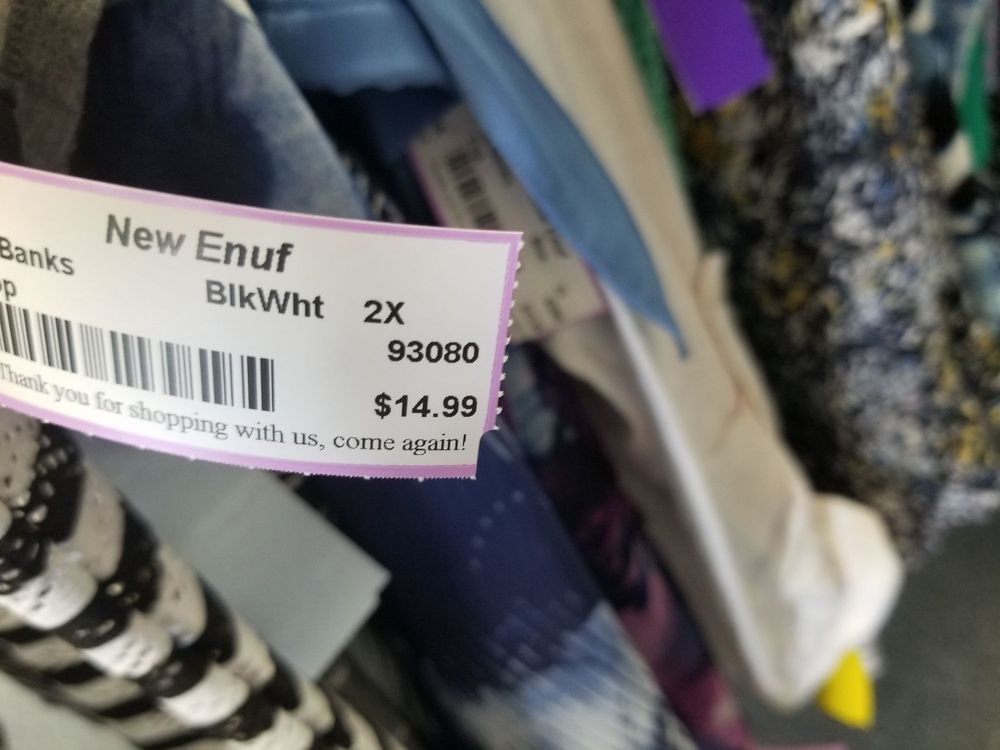 New Enuf
Banks
BlkWht 2X
93080
$14.99
Thank you for shopping with us, come again!